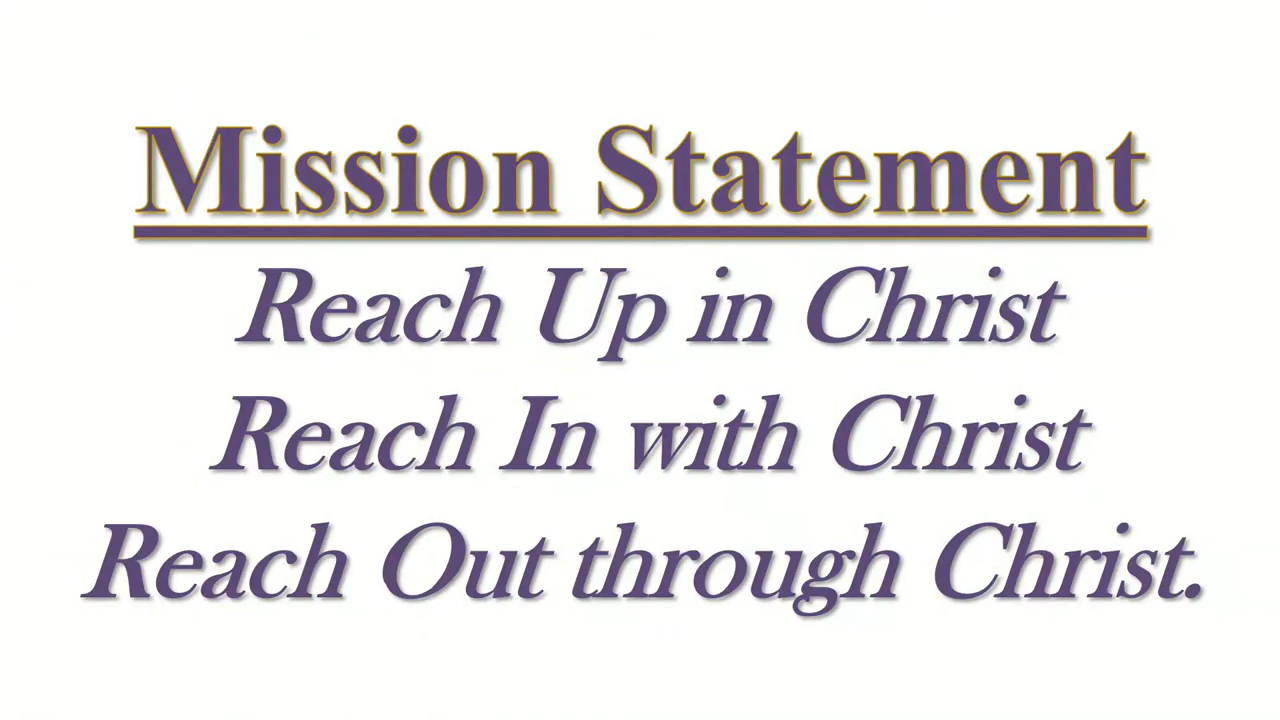 Mission Statement
Reach Up in Christ
Reach In with Christ
Reach Out through Christ.